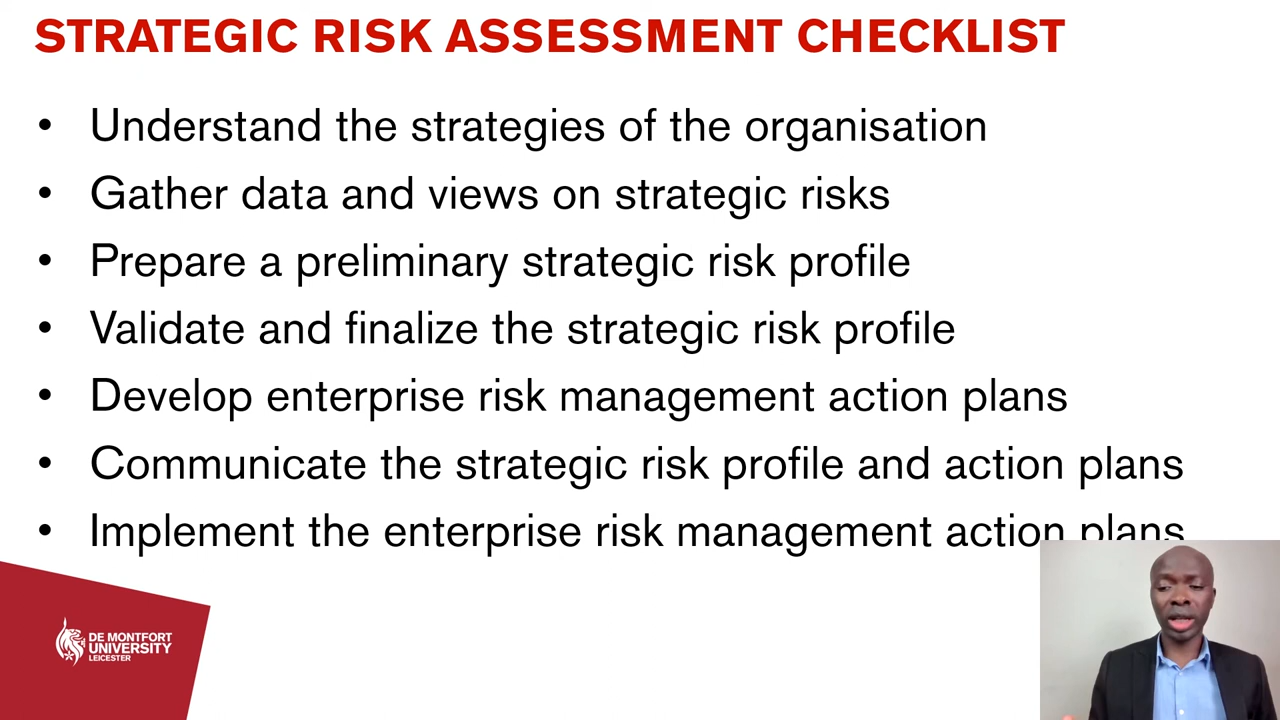 STRATEGIC RISK ASSESSMENT CHECKLIST
• Understand the strategies of the organisation
• Gather data and views on strategic risks
• Prepare a preliminary strategic risk profile
• Validate and finalize the strategic risk profile
• Develop enterprise risk management action plans
• Communicate the strategic risk profile and action plans
• Implement the enterprise risk management action plans
DE MONTFORT
UNIVERSITY
LEICESTER